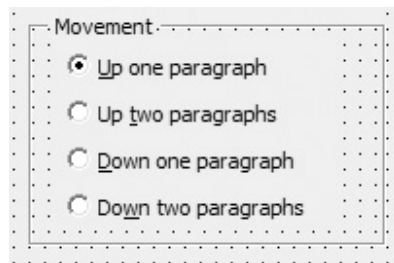 Movement
Up one paragraph
Up two paragraphs
Down one paragraph
Down two paragraphs